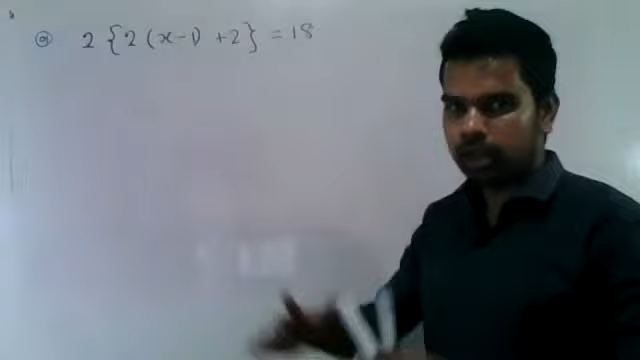 (a) 2 {2 (x-1) +2} =18